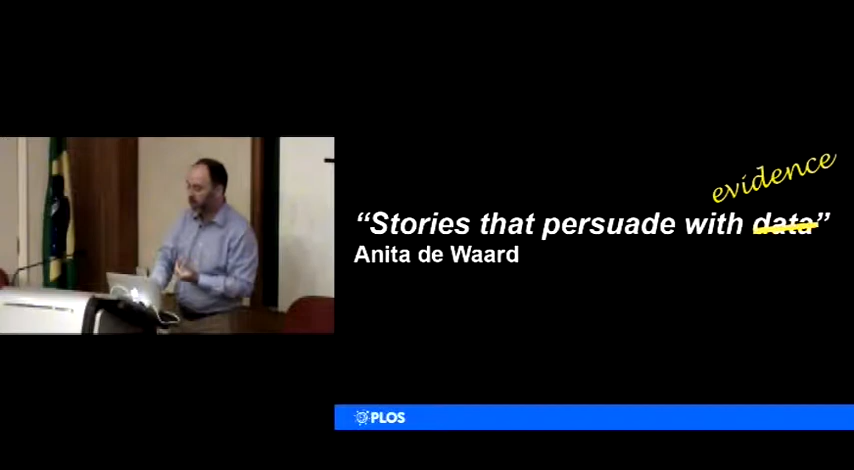 evidence
“Stories that persuade with data”
Anita de Waard
PLOS